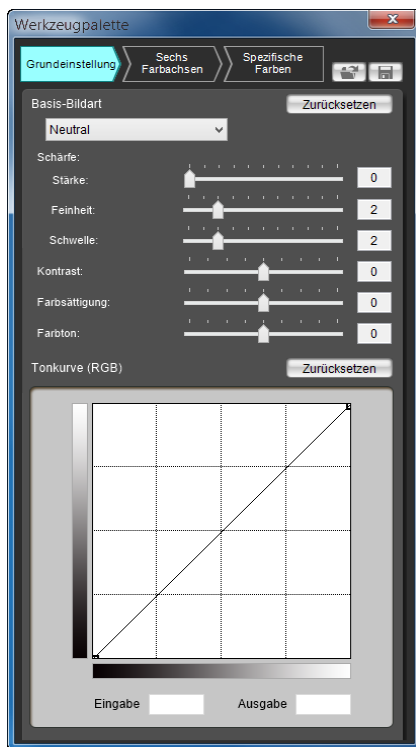 Werkzeugpalette
Grundeinstellung
Sechs
Farbachsen
Spezifische
Farben
Basis-Bildart
Zurücksetzen
Neutral
Schärfe:
Stärke: 0
Feinheit: 2
Schwelle: 2
Kontrast: 0
Farbsättigung: 0
Farbton: 0
Tonkurve (RGB)
Zurücksetzen
Eingabe
Ausgabe